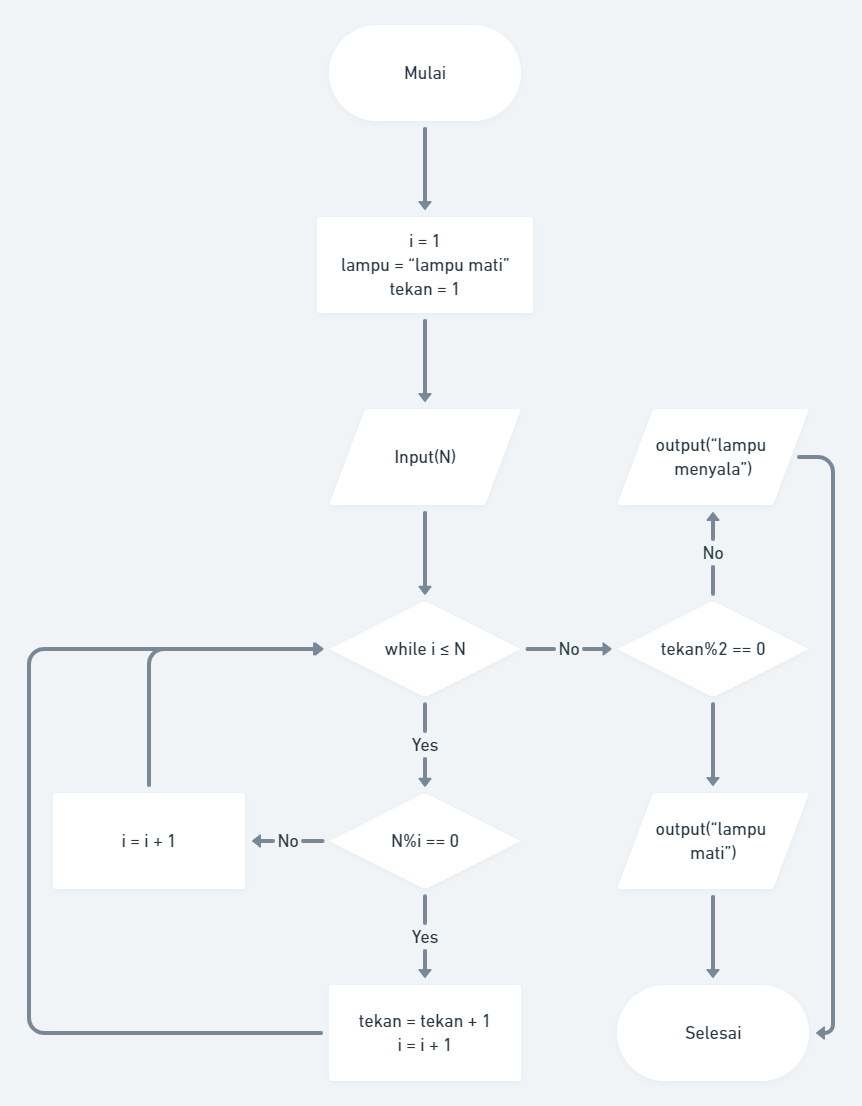 Mulai
i = 1
lampu = “lampu mati”
tekan = 1
Input(N)
output(“lampu
menyala”)
No
while i ≤ N
No
tekan%2 == 0
Yes
i = i + 1
No
N%i == 0
output(“lampu
mati”)
Yes
tekan = tekan + 1
i = i + 1
Selesai